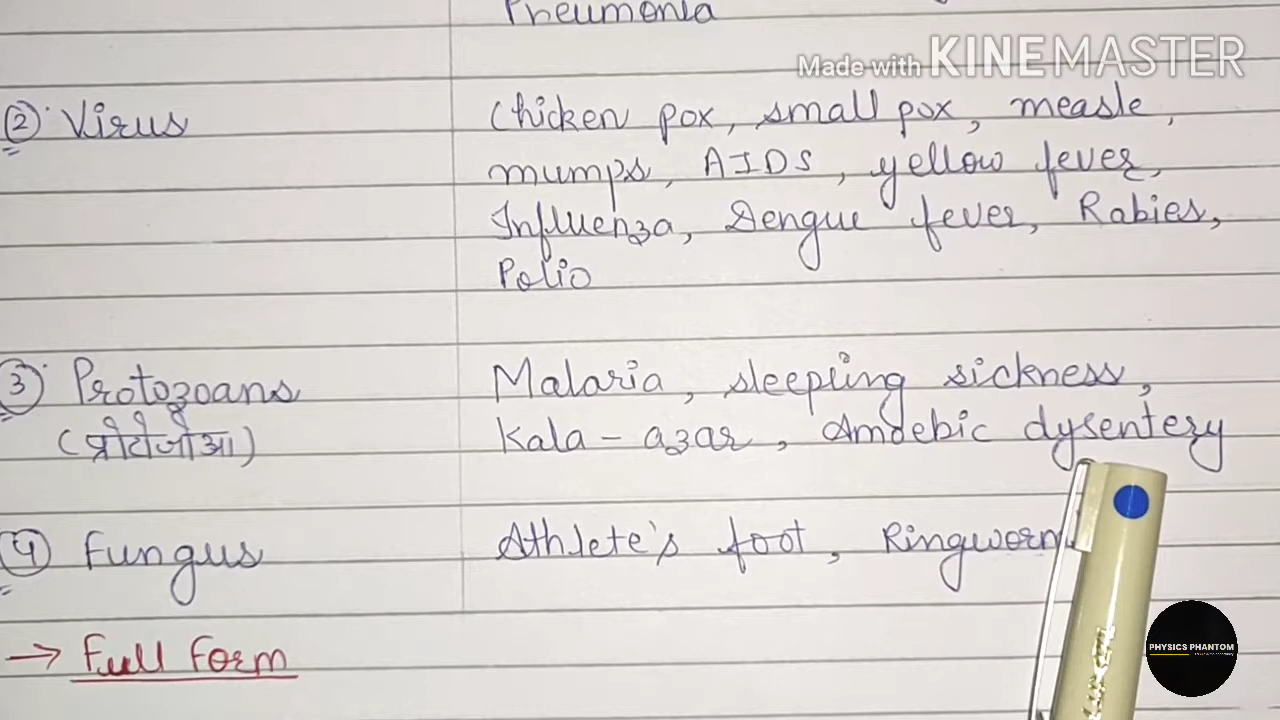 Pneumonia
Made with KINEMASTER
② Virus Chicken pox, small pox, measle,
mumps, AIDS, yellow fever,
Influenza, Dengue fever, Rabies,
Polio
③ Protozoans Malaria, sleeping sickness,
(प्रोटोजोआ) Kala-azar, Amoebic dysentery
④ Fungus Athlete's foot, Ringworm
→ Full Form
PHYSICS PHANTOM